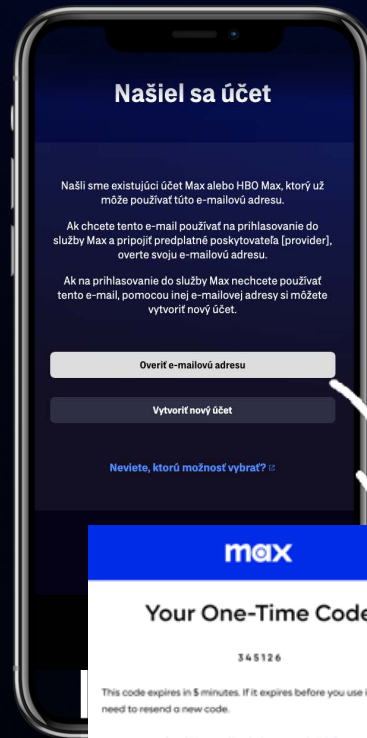 Našiel sa účet
Našli sme existujúci účet Max alebo HBO Max, ktorý už
môže používať túto e-mailovú adresu.
Ak chcete tento e-mail používať na prihlasovanie do
služby Max a pripojiť predplatné poskytovateľa [provider],
overte svoju e-mailovú adresu.
Ak na prihlasovanie do služby Max nechcete používať
tento e-mail, pomocou inej e-mailovej adresy si môžete
vytvoriť nový účet.
Overiť e-mailovú adresu
Vytvoriť nový účet
Neviete, ktorú možnosť vybrať?
max
Your One-Time Code
345126
This code expires in 5 minutes. If it expires before you use i
need to resend a new code.